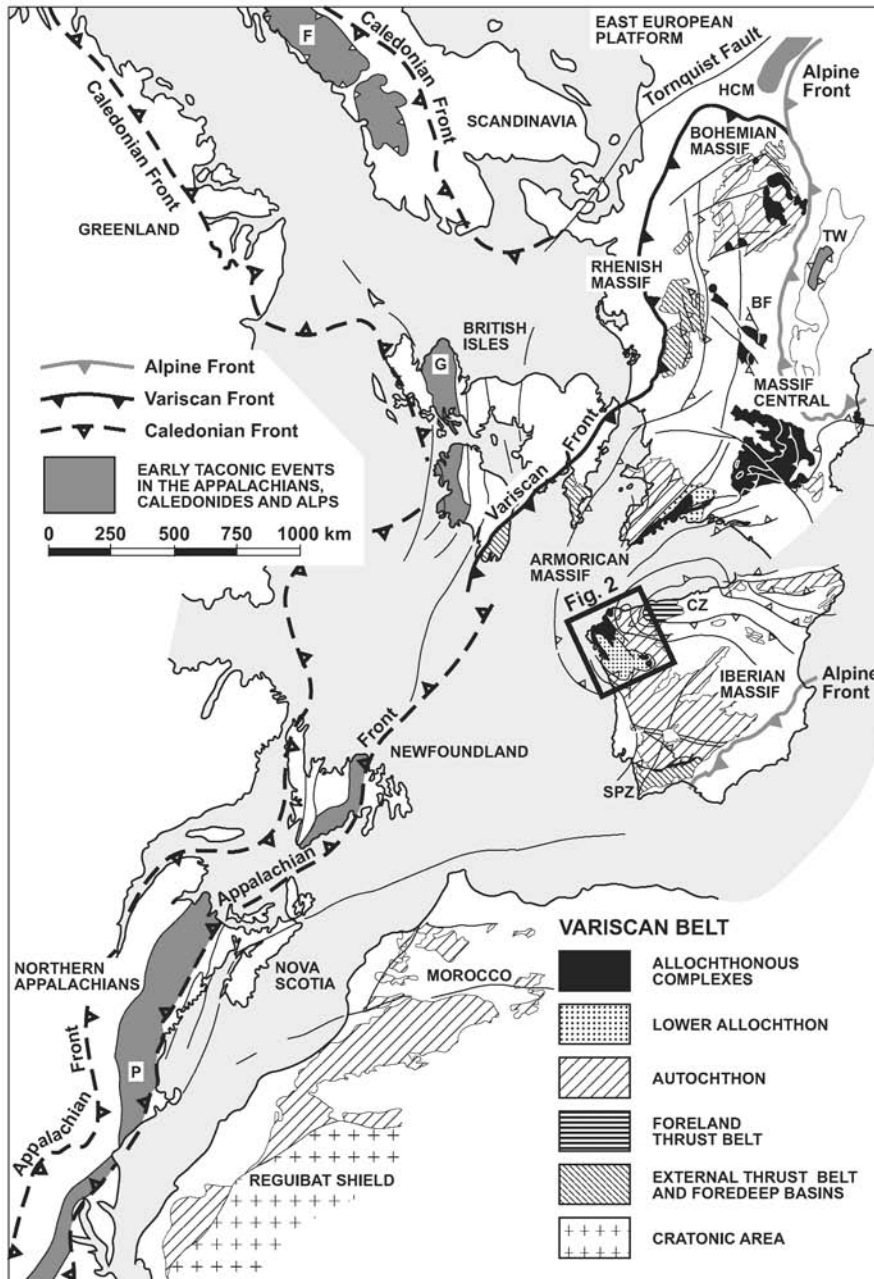 EAST EUROPEAN
PLATFORM
F
Caledonian
Front
Tornquist Fault
HCM
Alpine
Front
Caledonian
Front
SCANDINAVIA
BOHEMIAN
MASSIF
GREENLAND
TW
RHENISH
MASSIF
BF
BRITISH
ISLES
G
Alpine Front
Variscan Front
Caledonian Front
MASSIF
CENTRAL
EARLY TACONIC EVENTS
IN THE APPALACHIANS,
CALEDONIDES AND ALPS
0 250 500 750 1000 km
Variscan
Front
ARMORICAN
MASSIF
Fig. 2
CZ
IBERIAN
MASSIF
Alpine
Front
SPZ
Front
NEWFOUNDLAND
Appalachian
NORTHERN
APPALACHIANS
NOVA
SCOTIA
MOROCCO
Front
P
Appalachian
REGUIBAT SHIELD
VARISCAN BELT
ALLOCHTHONOUS
COMPLEXES
LOWER ALLOCHTHON
AUTOCHTHON
FORELAND
THRUST BELT
EXTERNAL THRUST BELT
AND FOREDEEP BASINS
CRATONIC AREA